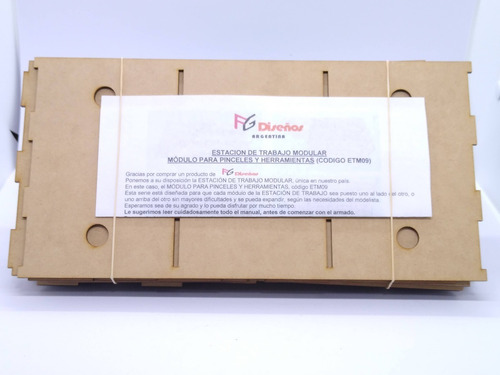 FG Diseños
ARGENTINA
ESTACION DE TRABAJO MODULAR
MÓDULO PARA PINCELES Y HERRAMIENTAS (CODIGO ETM09)
Gracias por comprar un producto de FG Diseños
Ponemos a su disposición la ESTACIÓN DE TRABAJO MODULAR, única en nuestro país.
En este caso, el MÓDULO PARA PINCELES Y HERRAMIENTAS, código ETM09
Esta serie está diseñada para que cada módulo de la ESTACIÓN DE TRABAJO sea puesto uno al lado del otro, o
uno arriba del otro sin mayores dificultades y se pueda expandir, según las necesidades del modelista.
Esperamos sea de su agrado y lo pueda disfrutar por mucho tiempo.
Le sugerimos leer cuidadosamente todo el manual, antes de comenzar con el armado.